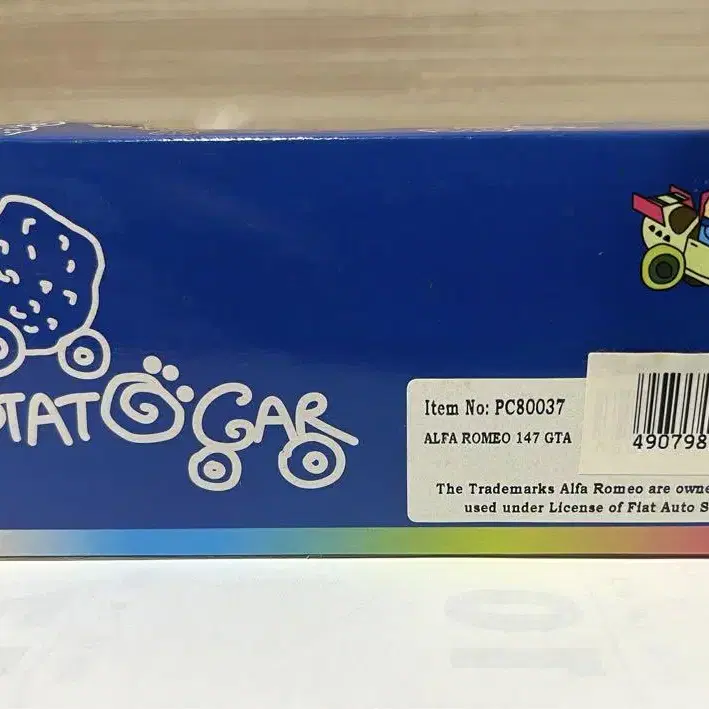 TATO CAR
Item No: PC80037
ALFA ROMEO 147 GTA
490798
The Trademarks Alfa Romeo are owne
used under License of Fiat Auto S